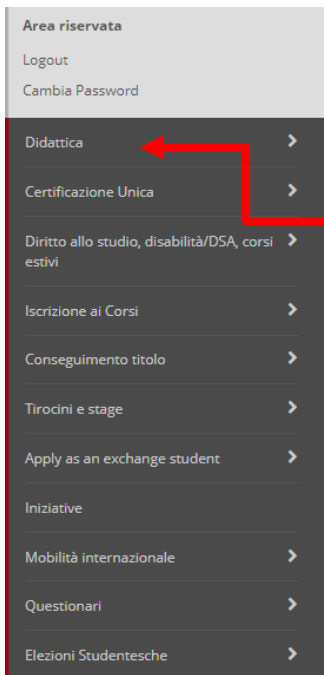 Area riservata
Logout
Cambia Password
Didattica
Certificazione Unica
Diritto allo studio, disabilità/DSA, corsi
estivi
Iscrizione ai Corsi
Conseguimento titolo
Tirocini e stage
Apply as an exchange student
Iniziative
Mobilità internazionale
Questionari
Elezioni Studentesche